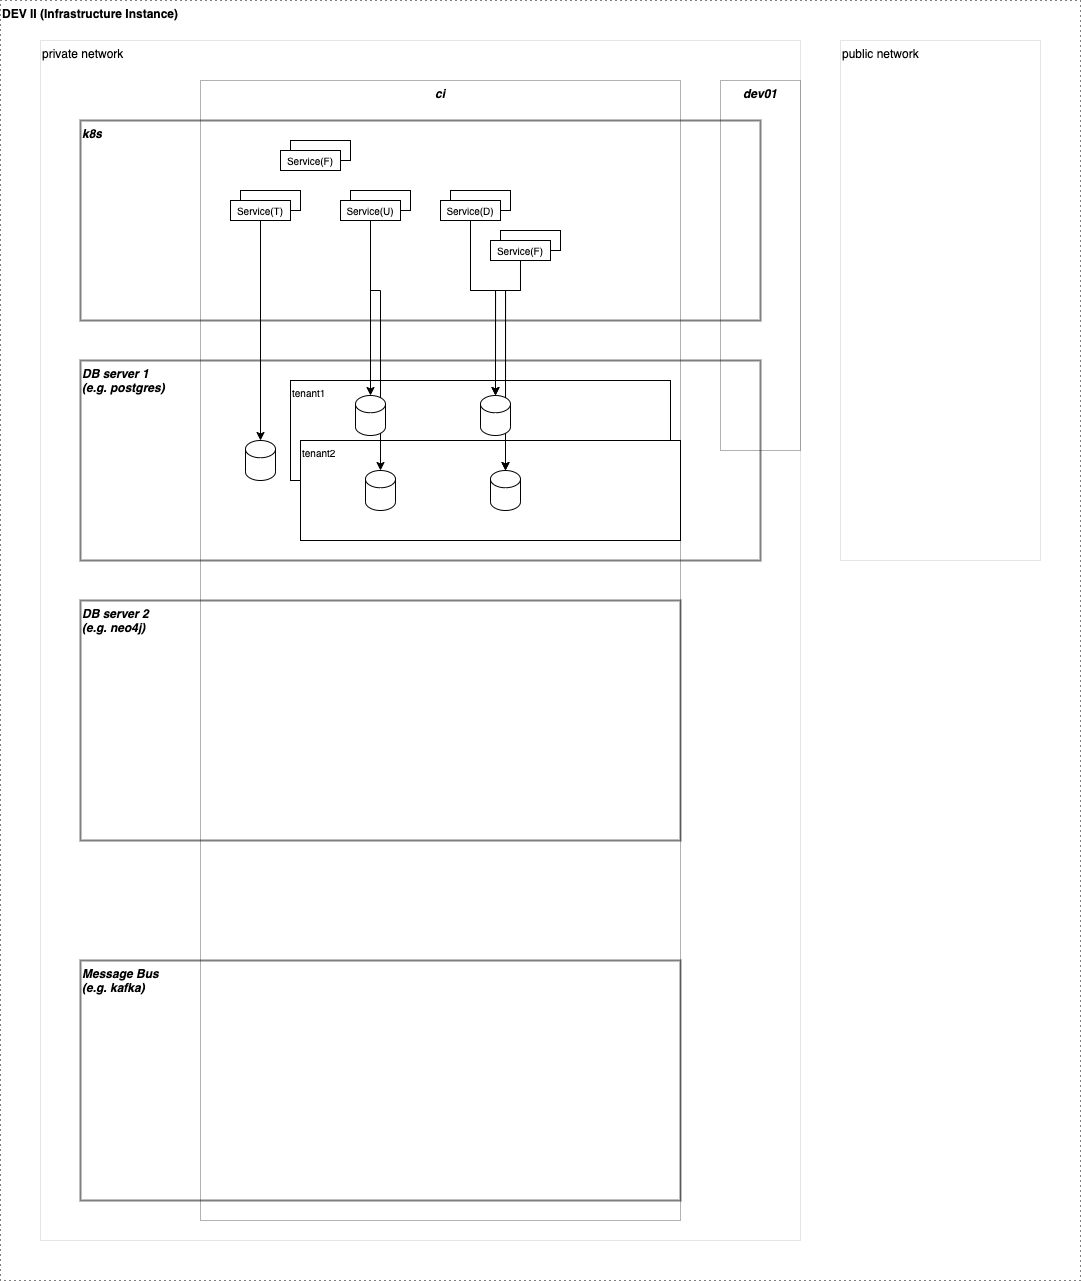 DEV II (Infrastructure Instance)
private network
public network
ci
dev01
k8s
Service(F)
Service(T)
Service(U)
Service(D)
Service(F)
DB server 1
(e.g. postgres)
tenant1
tenant2
DB server 2
(e.g. neo4j)
Message Bus
(e.g. kafka)